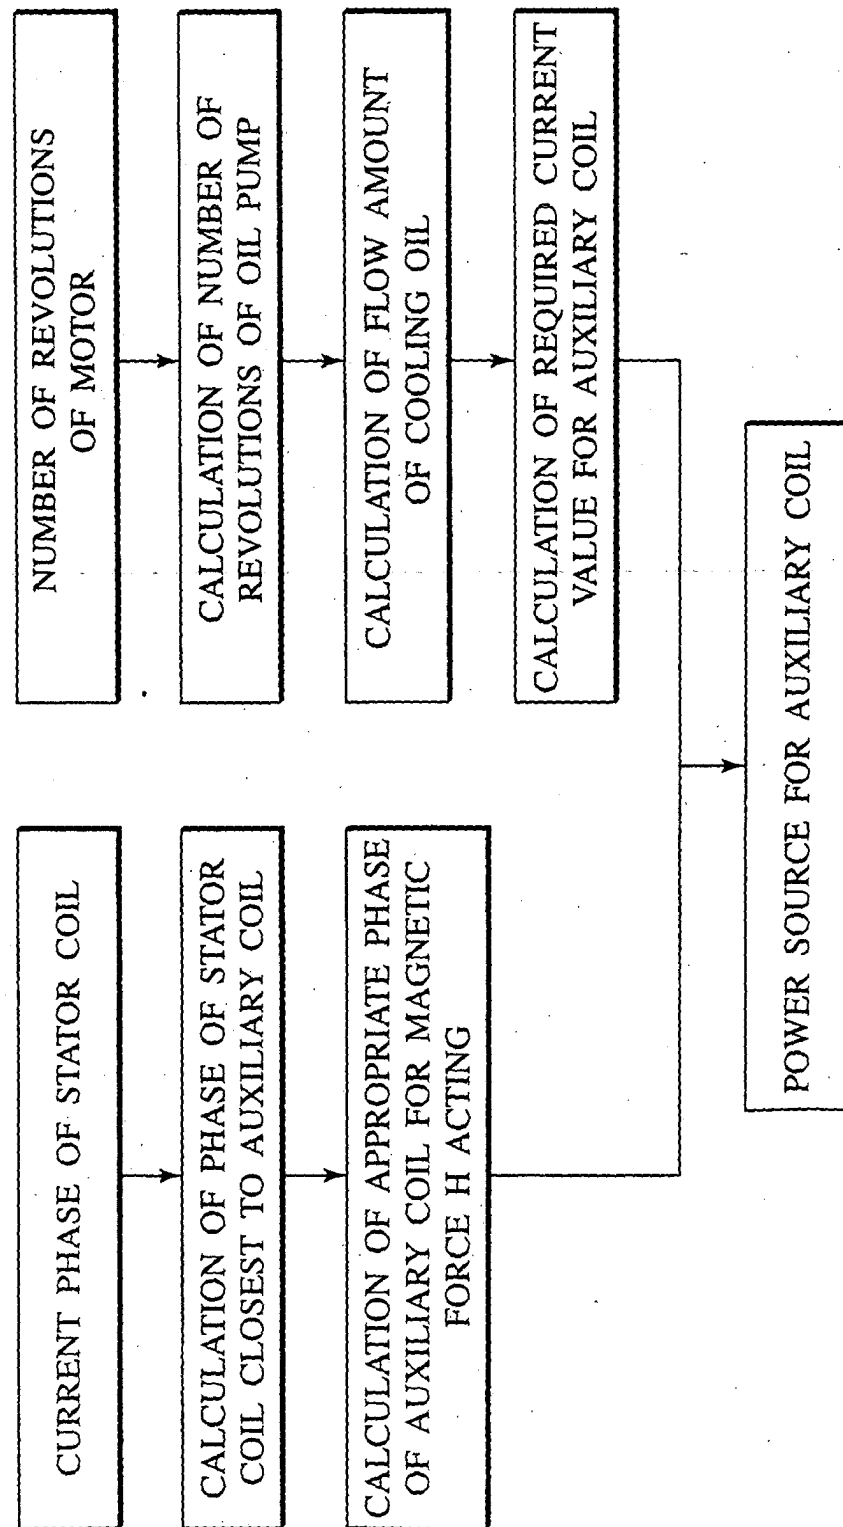 CURRENT PHASE OF STATOR COIL
CALCULATION OF PHASE OF STATOR
COIL CLOSEST TO AUXILIARY COIL
CALCULATION OF APPROPRIATE PHASE
OF AUXILIARY COIL FOR MAGNETIC
FORCE H ACTING
NUMBER OF REVOLUTIONS
OF MOTOR
CALCULATION OF NUMBER OF
REVOLUTIONS OF OIL PUMP
CALCULATION OF FLOW AMOUNT
OF COOLING OIL
CALCULATION OF REQUIRED CURRENT
VALUE FOR AUXILIARY COIL
POWER SOURCE FOR AUXILIARY COIL